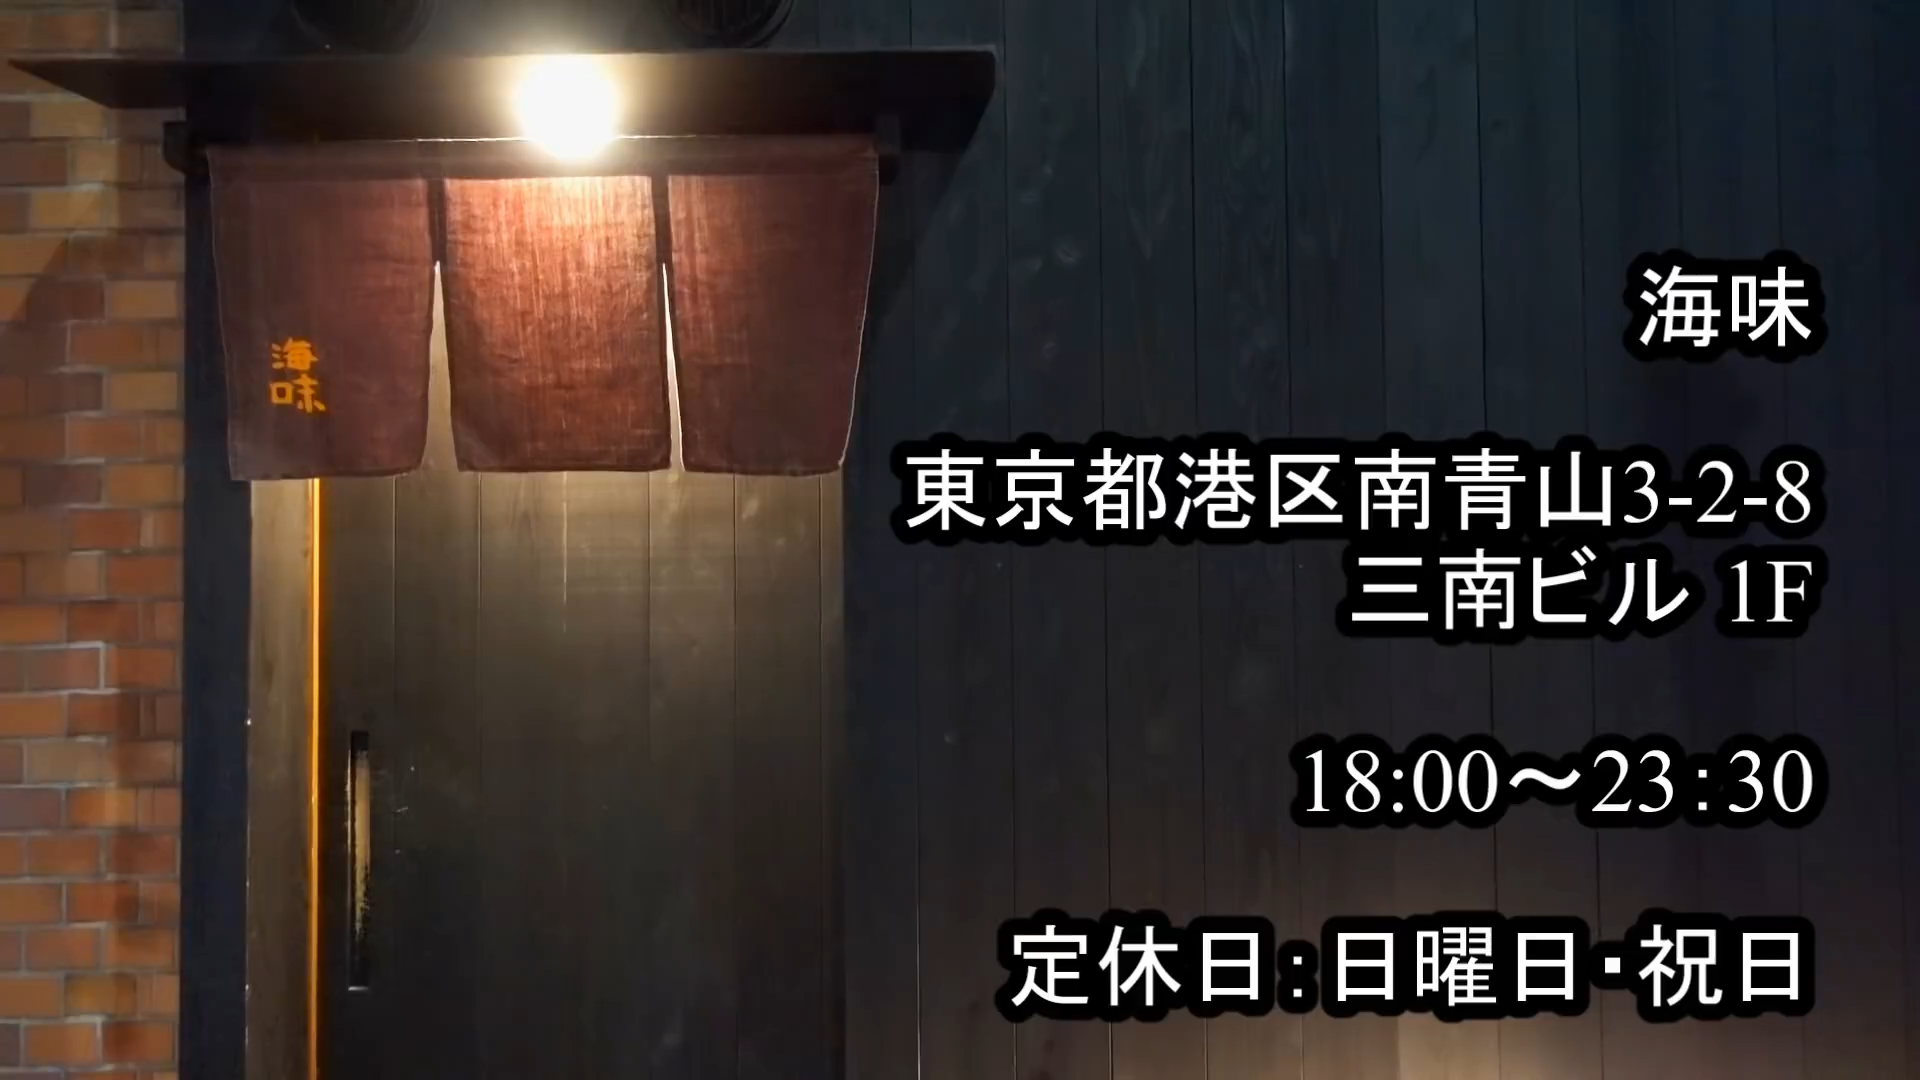 海味
海味
東京都港区南青山3-2-8
三南ビル 1F
18:00〜23:30
定休日:日曜日・祝日